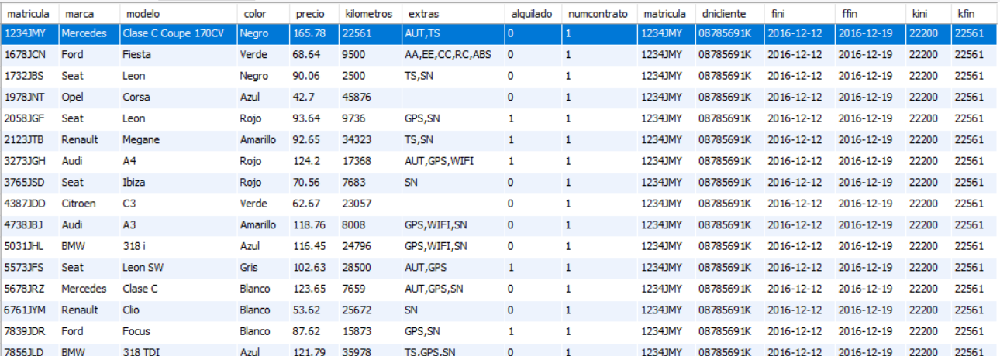 matricula marca modelo color precio kilometros extras alquilado numcontrato matricula dnicliente fini ffin kini kfin
1234JMY Mercedes Clase C Coupe 170CV Negro 165.78 22561 AUT,TS 0 1 1234JMY 08785691K 2016-12-12 2016-12-19 22200 22561
1678JCN Ford Fiesta Verde 68.64 9500 AA,EE,CC,RC,ABS 0 1 1234JMY 08785691K 2016-12-12 2016-12-19 22200 22561
1732JBS Seat Leon Negro 90.06 2500 TS,SN 0 1 1234JMY 08785691K 2016-12-12 2016-12-19 22200 22561
1978JNT Opel Corsa Azul 42.7 45876 0 1 1234JMY 08785691K 2016-12-12 2016-12-19 22200 22561
2058JGF Seat Leon Rojo 93.64 9736 GPS,SN 1 1 1234JMY 08785691K 2016-12-12 2016-12-19 22200 22561
2123JTB Renault Megane Amarillo 92.65 34323 TS,SN 1 1 1234JMY 08785691K 2016-12-12 2016-12-19 22200 22561
3273JGH Audi A4 Rojo 124.2 17368 AUT,GPS,WIFI 1 1 1234JMY 08785691K 2016-12-12 2016-12-19 22200 22561
3765JSD Seat Ibiza Rojo 70.56 7683 SN 0 1 1234JMY 08785691K 2016-12-12 2016-12-19 22200 22561
4387JDD Citroen C3 Verde 62.67 23057 0 1 1234JMY 08785691K 2016-12-12 2016-12-19 22200 22561
4738JBJ Audi A3 Amarillo 118.76 8008 GPS,WIFI,SN 0 1 1234JMY 08785691K 2016-12-12 2016-12-19 22200 22561
5031JHL BMW 318 i Azul 116.45 24796 GPS,WIFI,SN 0 1 1234JMY 08785691K 2016-12-12 2016-12-19 22200 22561
5573JFS Seat Leon SW Gris 102.63 28500 AUT,GPS 1 1 1234JMY 08785691K 2016-12-12 2016-12-19 22200 22561
5678JRZ Mercedes Clase C Blanco 123.65 7659 AUT,GPS,SN 0 1 1234JMY 08785691K 2016-12-12 2016-12-19 22200 22561
6761JYM Renault Clio Blanco 53.62 25672 SN 0 1 1234JMY 08785691K 2016-12-12 2016-12-19 22200 22561
7839JDR Ford Focus Blanco 87.62 15873 GPS,SN 1 1 1234JMY 08785691K 2016-12-12 2016-12-19 22200 22561
7856JLD BMW 318 TDI Azul 121.79 35978 TS,GPS,SN 0 1 1234JMY 08785691K 2016-12-12 2016-12-19 22200 22561